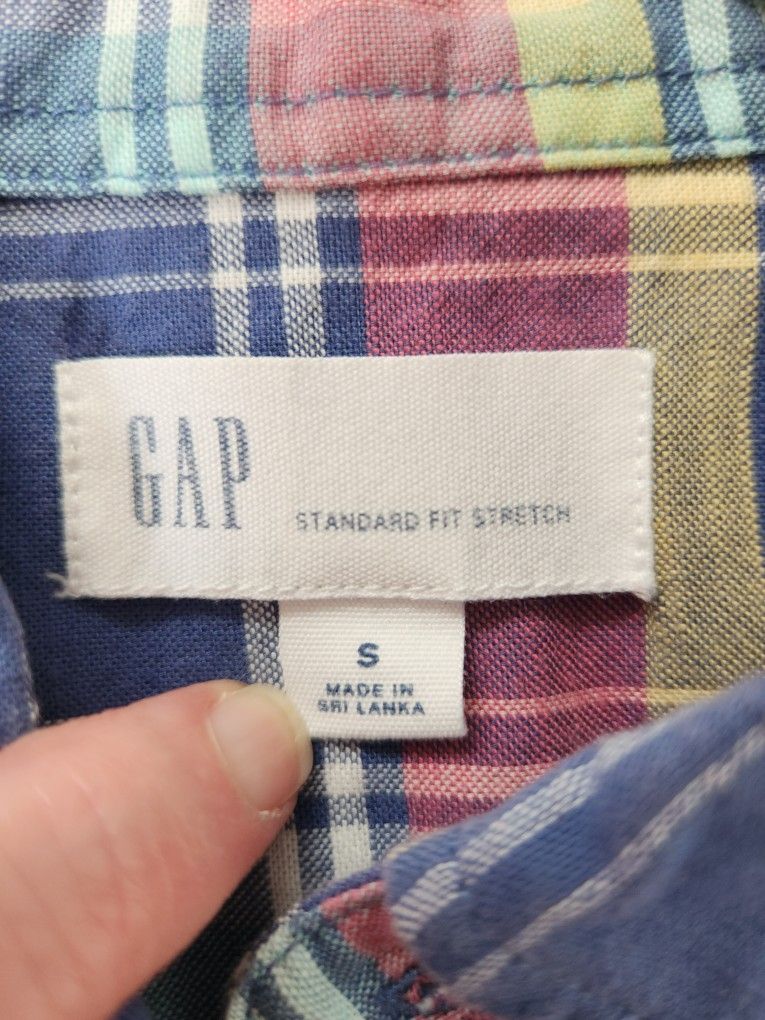 GAP STANDARD FIT STRETCH
S
MADE IN
SRI LANKA